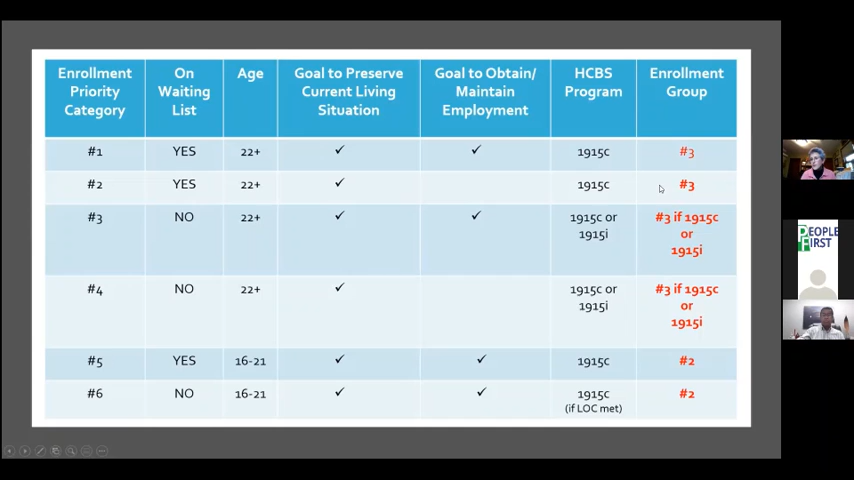 Enrollment Priority Category
On Waiting List
Age
Goal to Preserve Current Living Situation
Goal to Obtain/ Maintain Employment
HCBS Program
Enrollment Group
#1 YES 22+ ✓ ✓ 1915c #3
#2 YES 22+ ✓ 1915c #3
#3 NO 22+ ✓ ✓ 1915c or 1915i #3 if 1915c or 1915i
#4 NO 22+ ✓ 1915c or 1915i #3 if 1915c or 1915i
#5 YES 16-21 ✓ ✓ 1915c #2
#6 NO 16-21 ✓ ✓ 1915c (if LOC met) #2
PEOPLE
FIRST